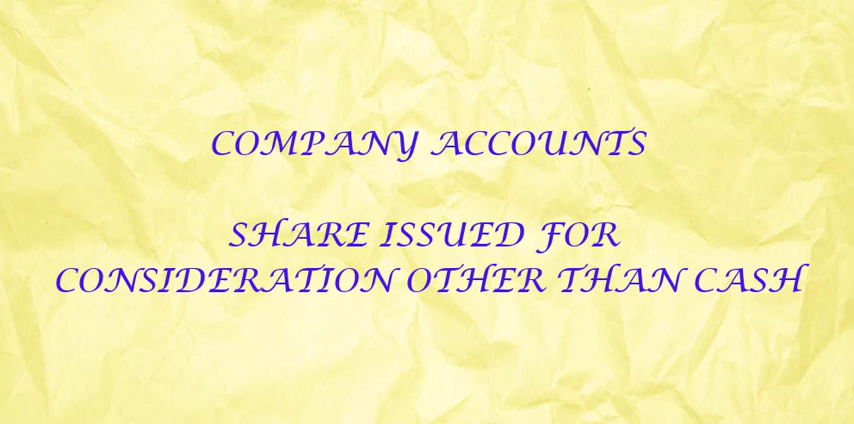 COMPANY ACCOUNTS
SHARE ISSUED FOR
CONSIDERATION OTHER THAN CASH